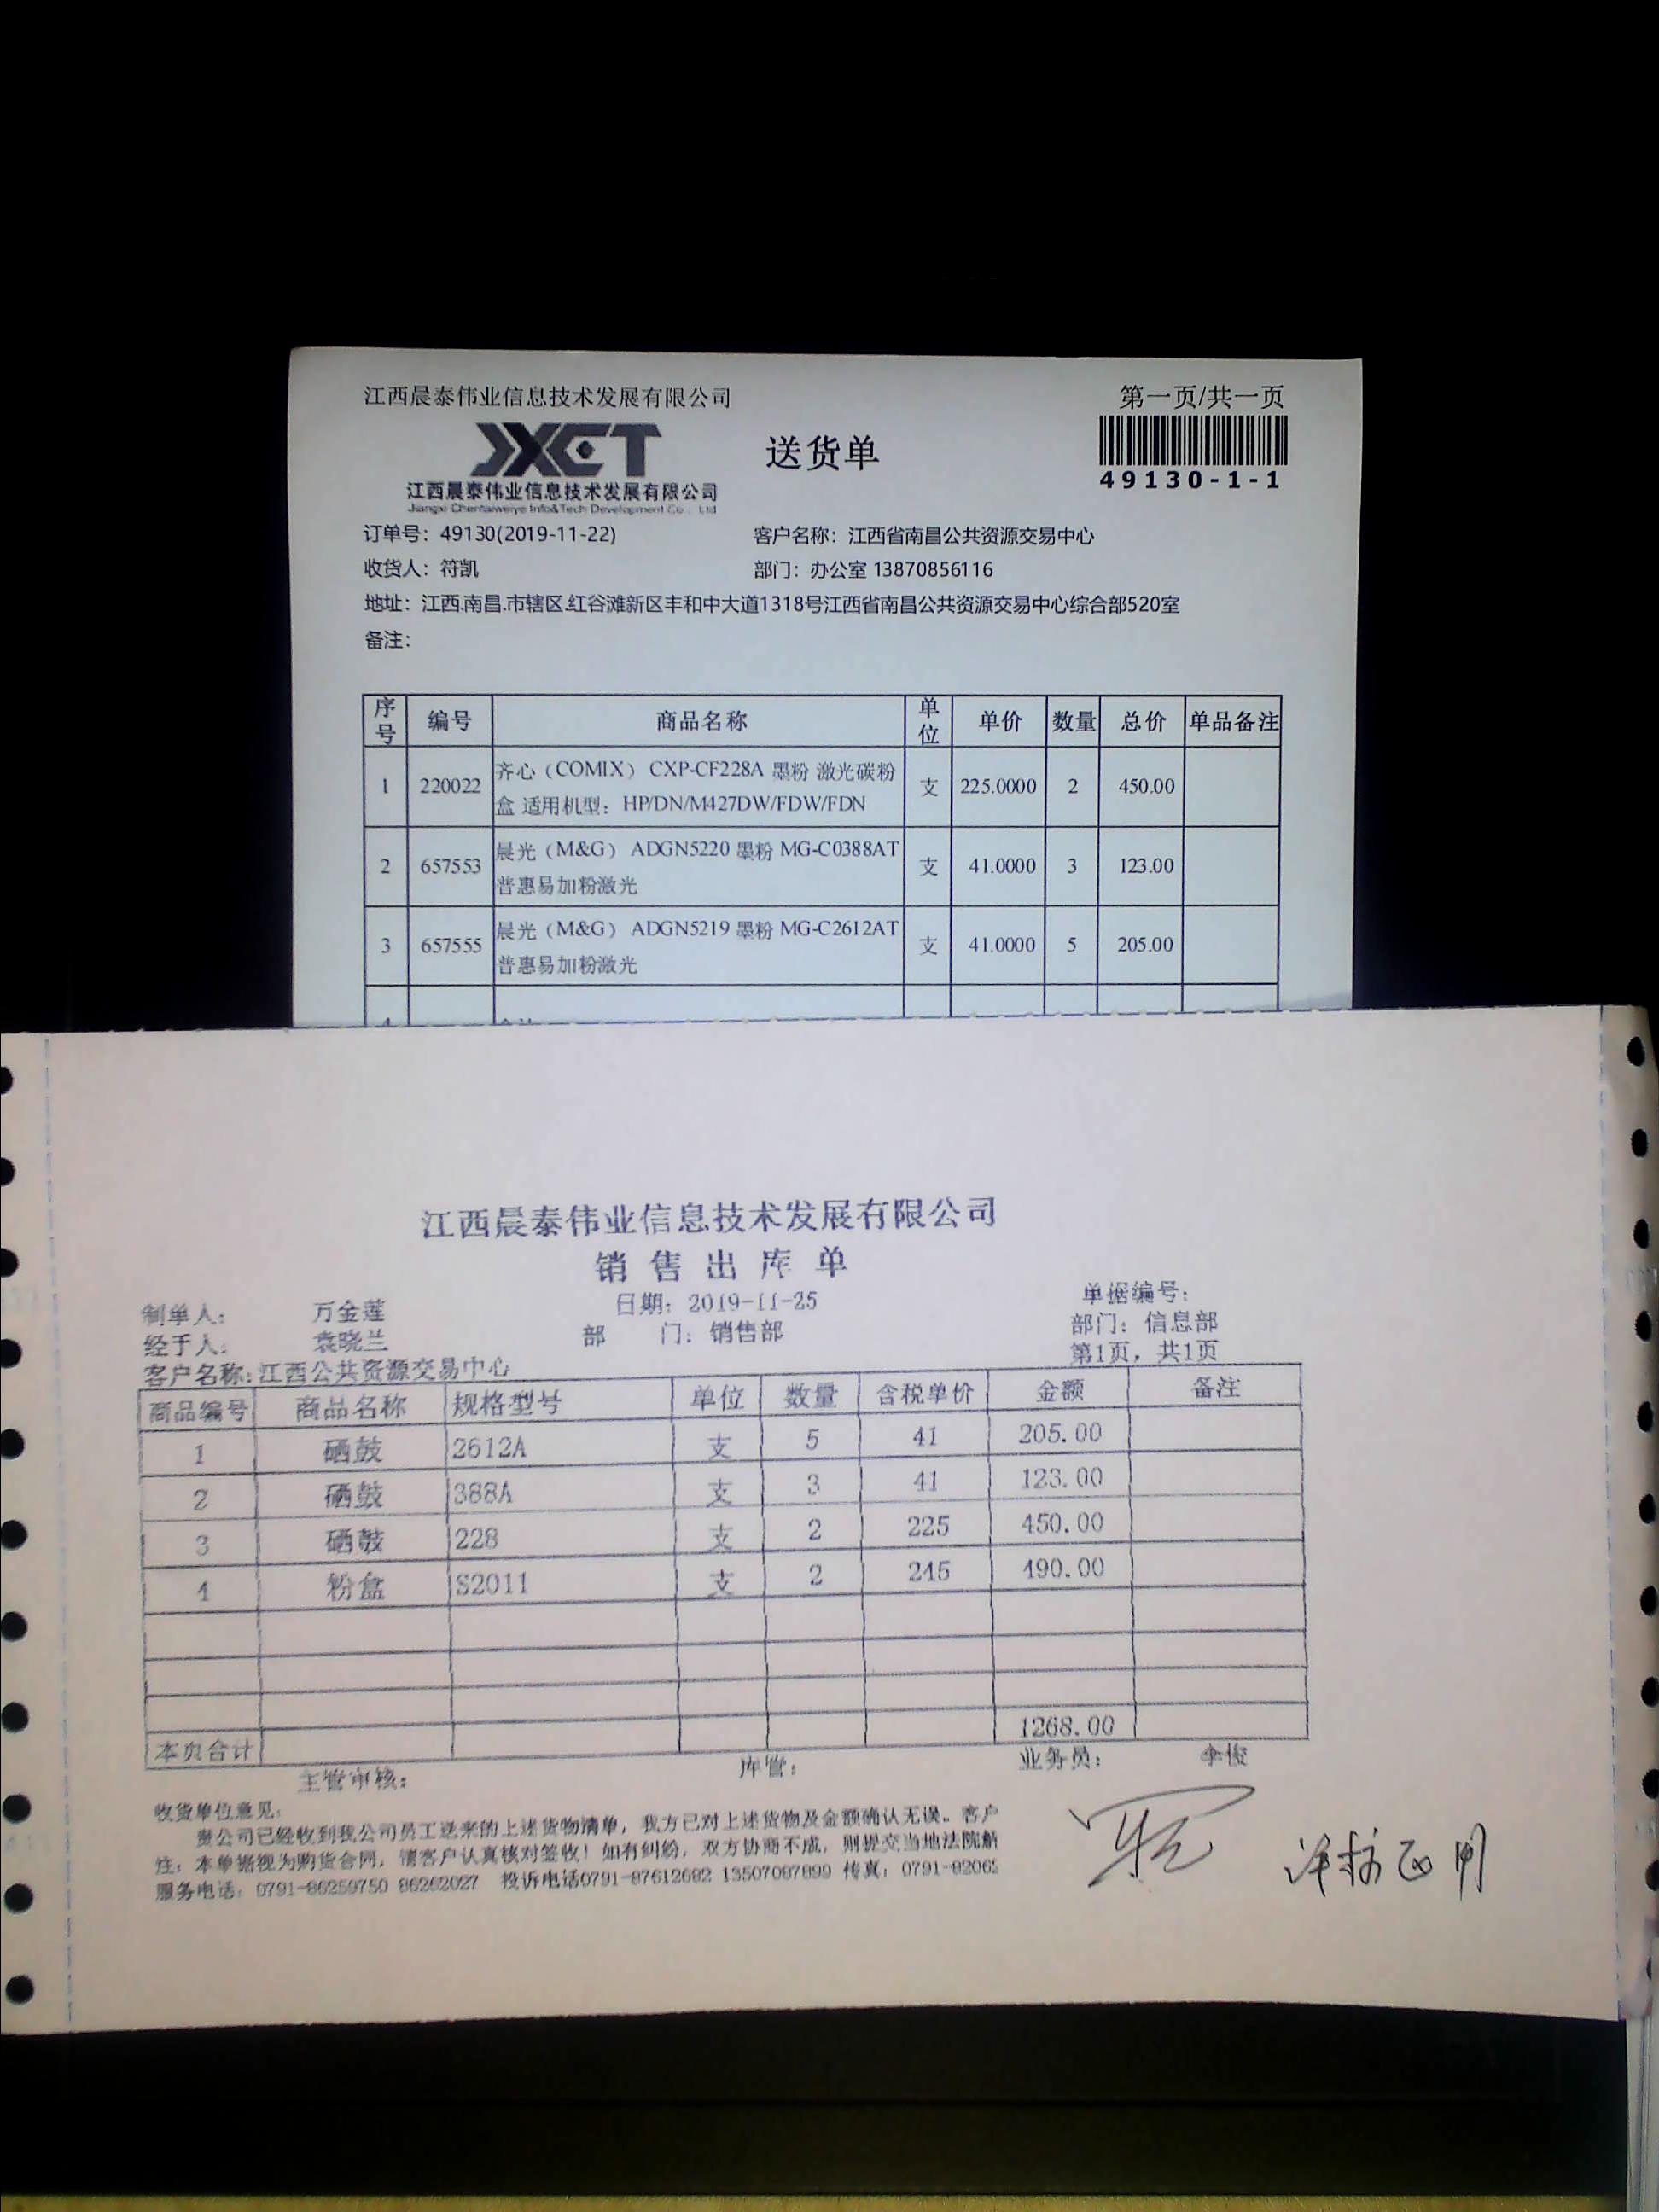 江西晨泰伟业信息技术发展有限公司
第一页/共一页
JXCT
送货单
49130-1-1
江西晨泰伟业信息技术发展有限公司
Jiangxi Chentaiweiye Info&Tech Development Co., Ltd
订单号：49130(2019-11-22) 客户名称：江西省南昌公共资源交易中心
收货人：符凯 部门：办公室 13870856116
地址：江西.南昌.市辖区.红谷滩新区丰和中大道1318号江西省南昌公共资源交易中心综合部520室
备注：
序号 编号 商品名称 单位 单价 数量 总价 单品备注
1 220022 齐心（COMIX） CXP-CF228A 墨粉 激光碳粉
盒 适用机型：HP/DN/M427DW/FDW/FDN 支 225.0000 2 450.00
2 657553 晨光（M&G） ADGN5220 墨粉 MG-C0388AT
普惠易加粉激光 支 41.0000 3 123.00
3 657555 晨光（M&G） ADGN5219 墨粉 MG-C2612AT
普惠易加粉激光 支 41.0000 5 205.00
江西晨泰伟业信息技术发展有限公司
销售出库单
制单人： 万金莲 日期：2019-11-25 单据编号：
经手人： 袁晓兰 部 门：销售部 部门：信息部
客户名称：江西公共资源交易中心 第1页，共1页
商品编号 商品名称 规格型号 单位 数量 含税单价 金额 备注
1 硒鼓 2612A 支 5 41 205.00
2 硒鼓 388A 支 3 41 123.00
3 硒鼓 228 支 2 225 450.00
4 粉盒 S2011 支 2 245 490.00
本页合计 1268.00
主管审核： 库管： 业务员： 李俊
收货单位意见：
贵公司已经收到我公司员工送来的上述货物清单，我方已对上述货物及金额确认无误。客户
注：本单据视为购货合同，请客户认真核对签收！如有纠纷，双方协商不成，则提交当地法院解
服务电话：0791-86259750 86262027 投诉电话0791-87612682 13507097899 传真：0791-8206